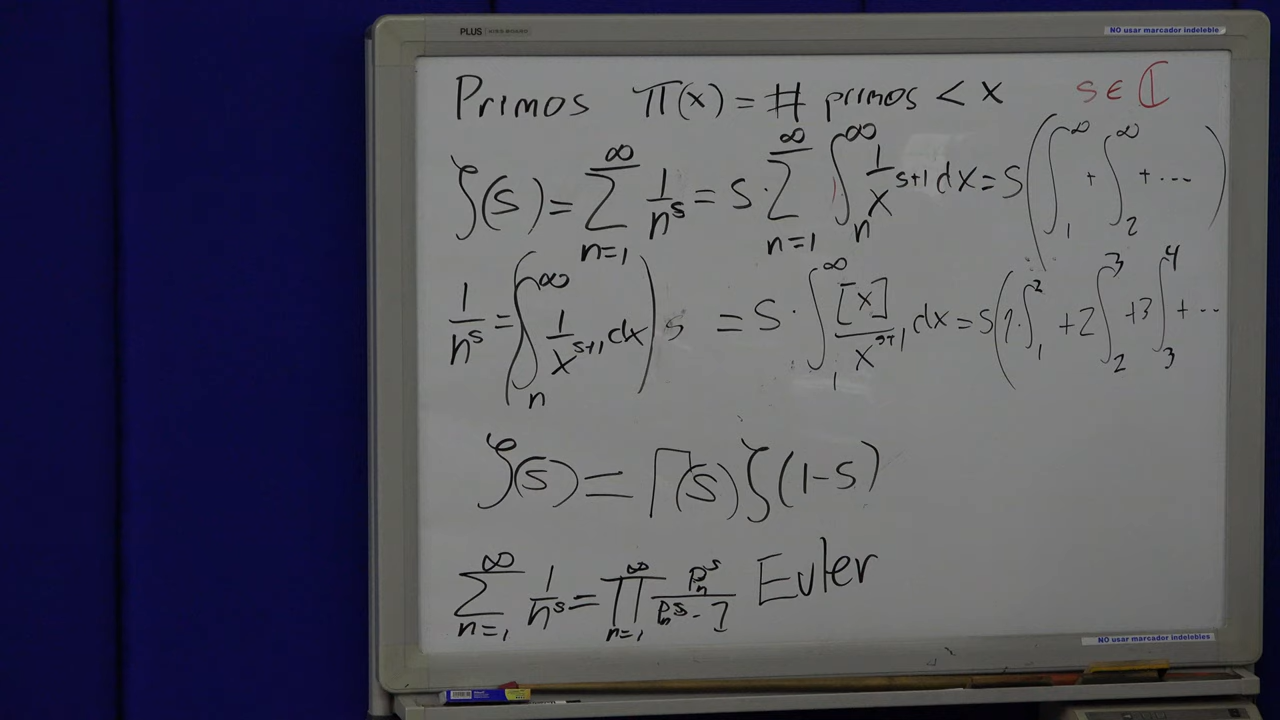 PLUS
NO usar marcador indeleble
Primos π(x) = # primos < x s ∈ ℂ
ζ(s) = ∑_{n=1}^{∞} 1/n^s = s · ∑_{n=1}^{∞} ∫_n^∞ 1/x^{s+1} dx = s(∫_1^∞ + ∫_2^∞ + ...)
1/n^s = (∫_n^∞ 1/x^{s+1} dx) s = s · ∫_1^∞ [x]/x^{s+1} dx = s(1·∫_1^2 + 2∫_2^3 + 3∫_3^4 + ...
ζ(s) = Γ(s) ζ(1-s)
∑_{n=1}^{∞} 1/n^s = ∏_{n=1}^{∞} p_n^s/(p_n^s - 1) Euler
NO usar marcador indelebles